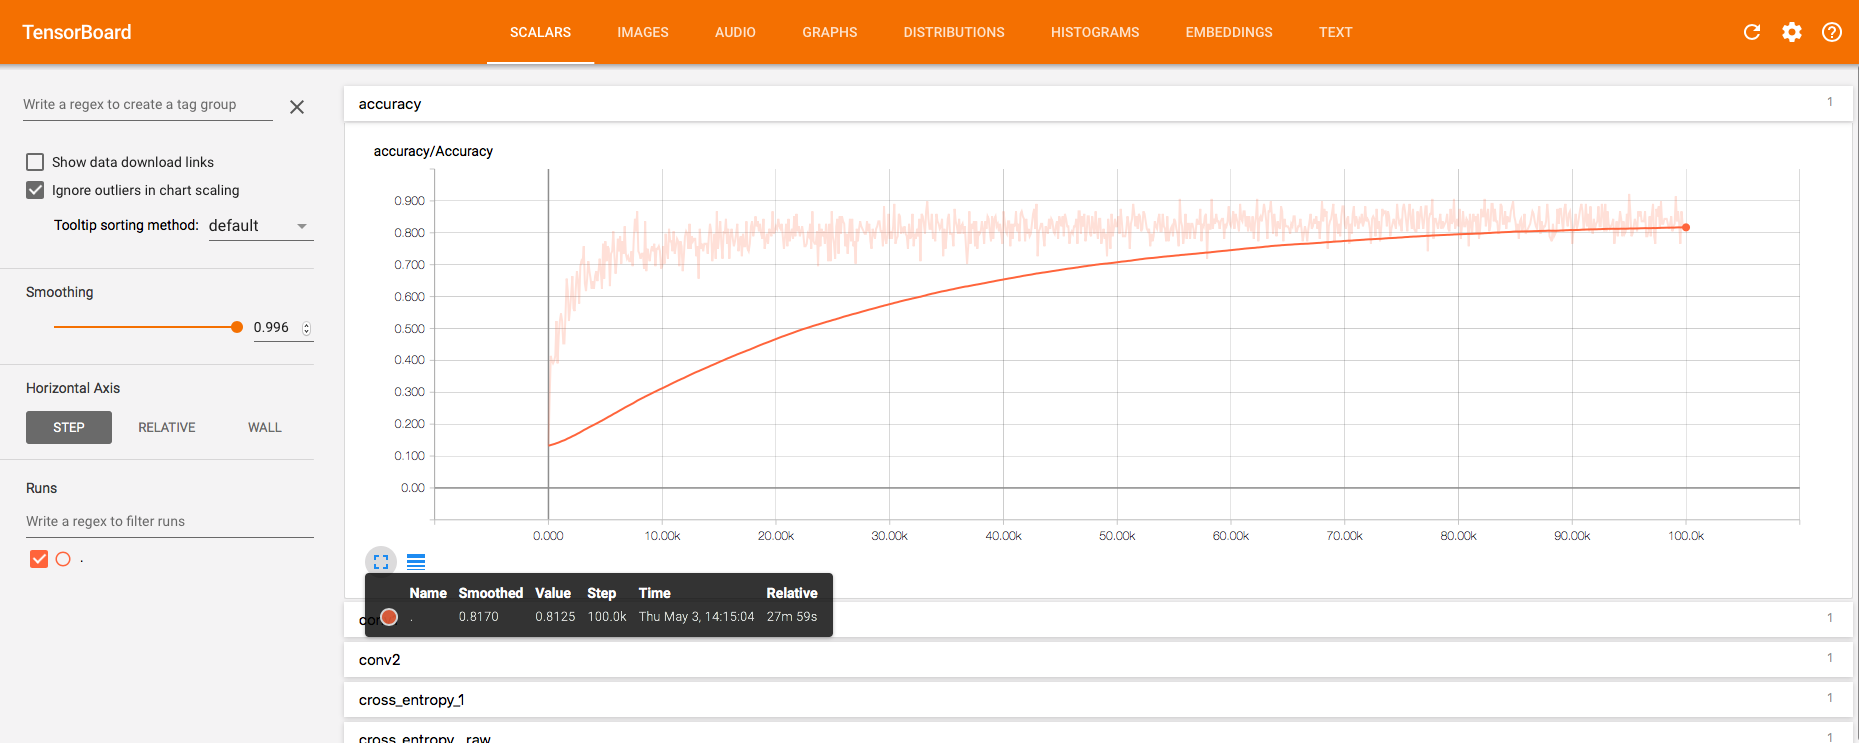 TensorBoard
SCALARS IMAGES AUDIO GRAPHS DISTRIBUTIONS HISTOGRAMS EMBEDDINGS TEXT
Write a regex to create a tag group
Show data download links
Ignore outliers in chart scaling
Tooltip sorting method: default
Smoothing
0.996
Horizontal Axis
STEP RELATIVE WALL
Runs
Write a regex to filter runs
.
accuracy 1
accuracy/Accuracy
0.900
0.800
0.700
0.600
0.500
0.400
0.300
0.200
0.100
0.00
0.000 10.00k 20.00k 30.00k 40.00k 50.00k 60.00k 70.00k 80.00k 90.00k 100.0k
Name Smoothed Value Step Time Relative
. 0.8170 0.8125 100.0k Thu May 3, 14:15:04 27m 59s
1
conv2 1
cross_entropy_1 1
cross_entropy__raw 1